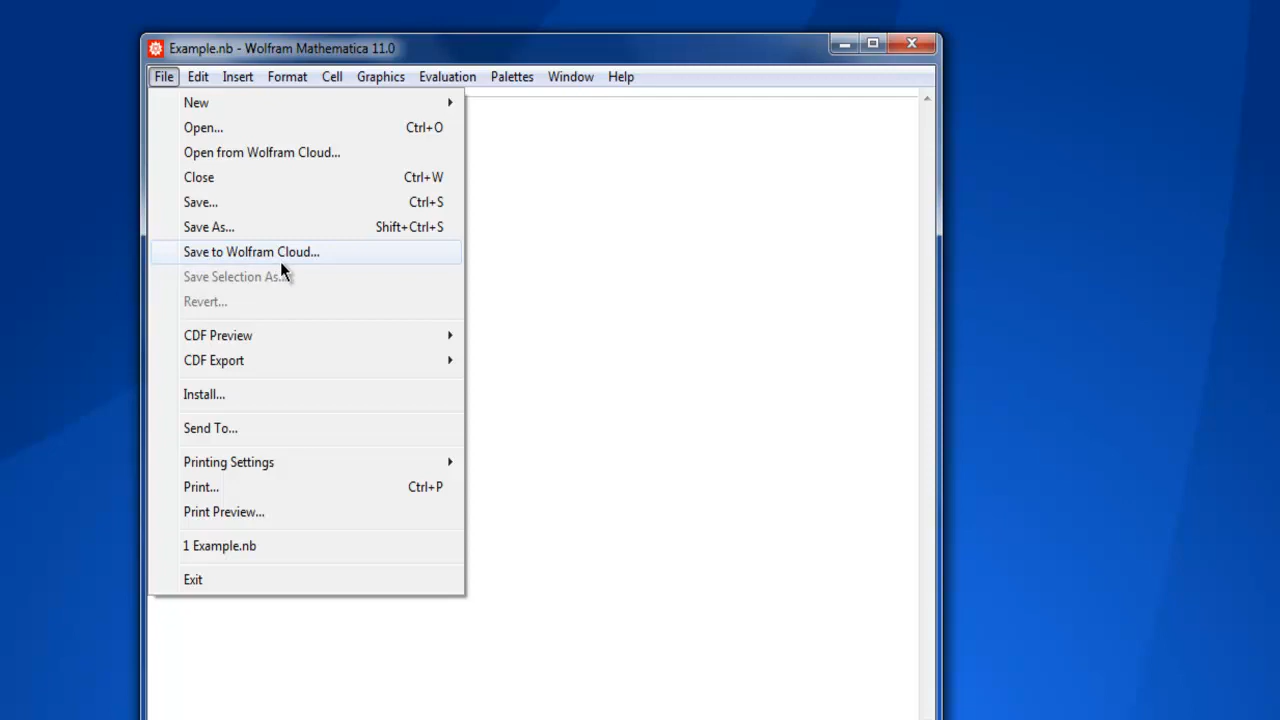 Example.nb - Wolfram Mathematica 11.0
File Edit Insert Format Cell Graphics Evaluation Palettes Window Help
New
Open... Ctrl+O
Open from Wolfram Cloud...
Close Ctrl+W
Save... Ctrl+S
Save As... Shift+Ctrl+S
Save to Wolfram Cloud...
Save Selection As...
Revert...
CDF Preview
CDF Export
Install...
Send To...
Printing Settings
Print... Ctrl+P
Print Preview...
1 Example.nb
Exit